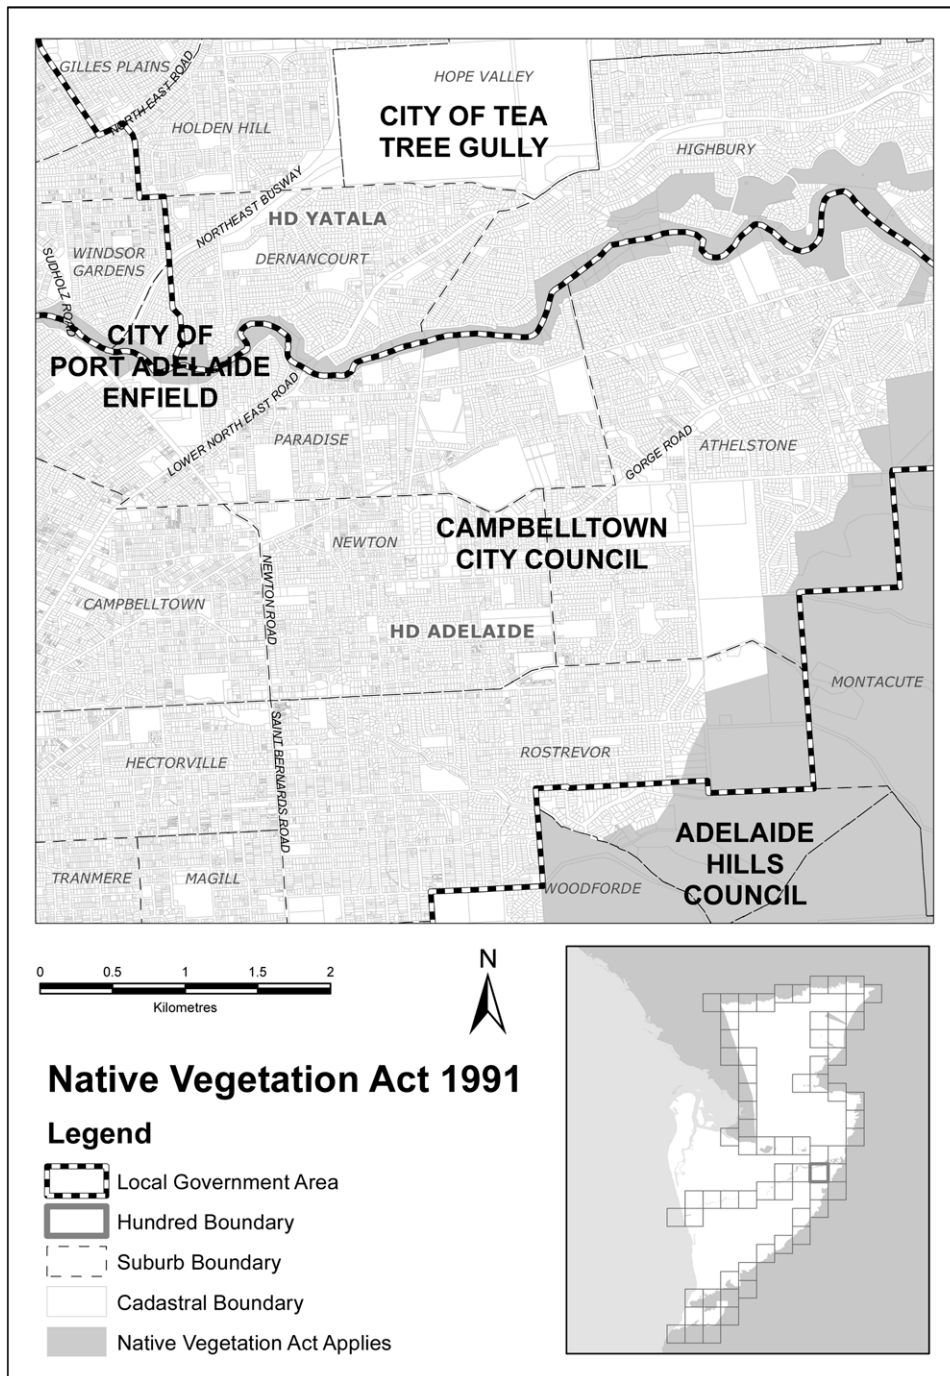 GILLES PLAINS
NORTH EAST ROAD
HOLDEN HILL
HOPE VALLEY
CITY OF TEA
TREE GULLY
HIGHBURY
NORTHEAST BUSWAY
HD YATALA
DERNANCOURT
WINDSOR
GARDENS
SUDHOLZ ROAD
CITY OF
PORT ADELAIDE
ENFIELD
LOWER NORTH EAST ROAD
PARADISE
GORGE ROAD
ATHELSTONE
CAMPBELLTOWN
CITY COUNCIL
NEWTON
NEWTON ROAD
CAMPBELLTOWN
HD ADELAIDE
MONTACUTE
SAINT BERNARDS ROAD
HECTORVILLE
ROSTREVOR
ADELAIDE
HILLS
COUNCIL
TRANMERE
MAGILL
WOODFORDE
0 0.5 1 1.5 2
Kilometres
N
Native Vegetation Act 1991
Legend
Local Government Area
Hundred Boundary
Suburb Boundary
Cadastral Boundary
Native Vegetation Act Applies